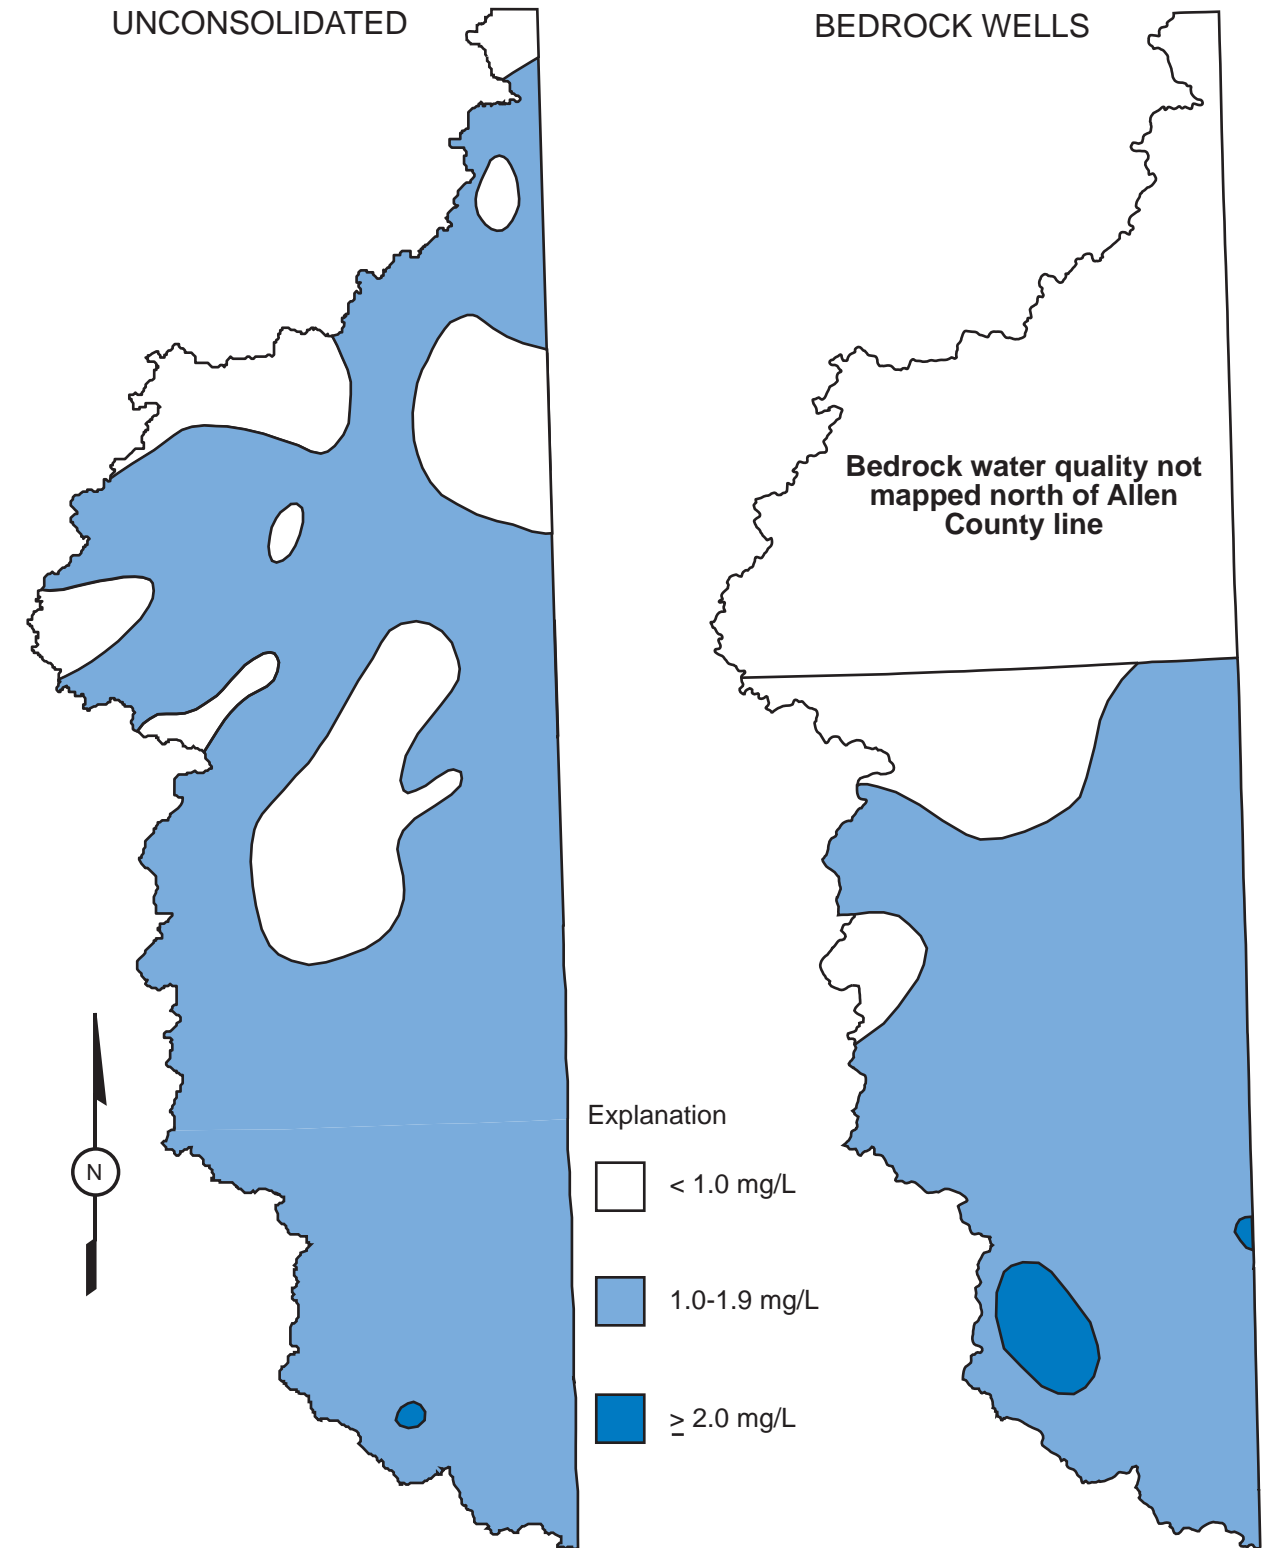 UNCONSOLIDATED
BEDROCK WELLS
Bedrock water quality not
mapped north of Allen
County line
N
Explanation
< 1.0 mg/L
1.0-1.9 mg/L
≥ 2.0 mg/L